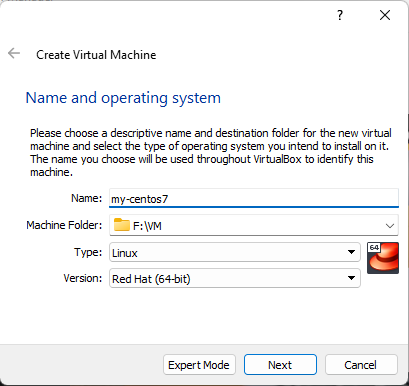 ?
Create Virtual Machine
Name and operating system
Please choose a descriptive name and destination folder for the new virtual
machine and select the type of operating system you intend to install on it.
The name you choose will be used throughout VirtualBox to identify this
machine.
Name: my-centos7
Machine Folder: F:\VM
Type: Linux
64
Version: Red Hat (64-bit)
Expert Mode Next Cancel